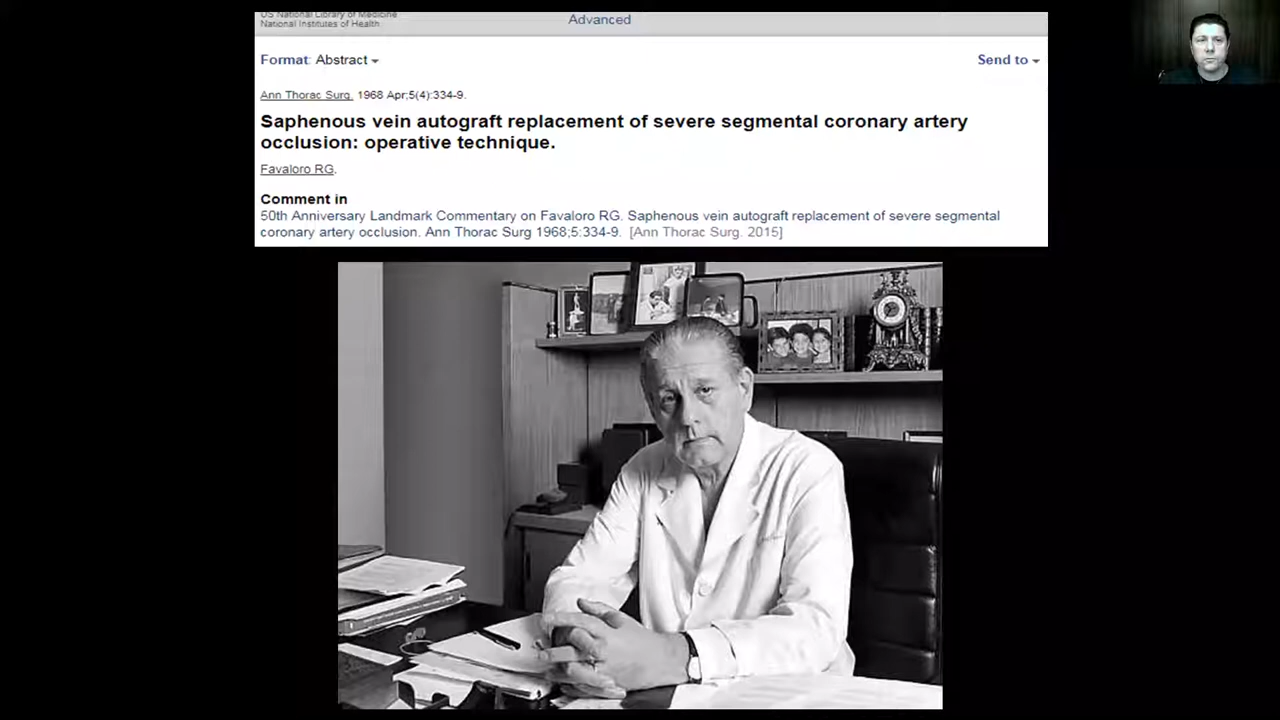 US National Library of Medicine
National Institutes of Health
Advanced
Format: Abstract
Send to
Ann Thorac Surg. 1968 Apr;5(4):334-9.
Saphenous vein autograft replacement of severe segmental coronary artery
occlusion: operative technique.
Favaloro RG.
Comment in
50th Anniversary Landmark Commentary on Favaloro RG. Saphenous vein autograft replacement of severe segmental
coronary artery occlusion. Ann Thorac Surg 1968;5:334-9. [Ann Thorac Surg. 2015]